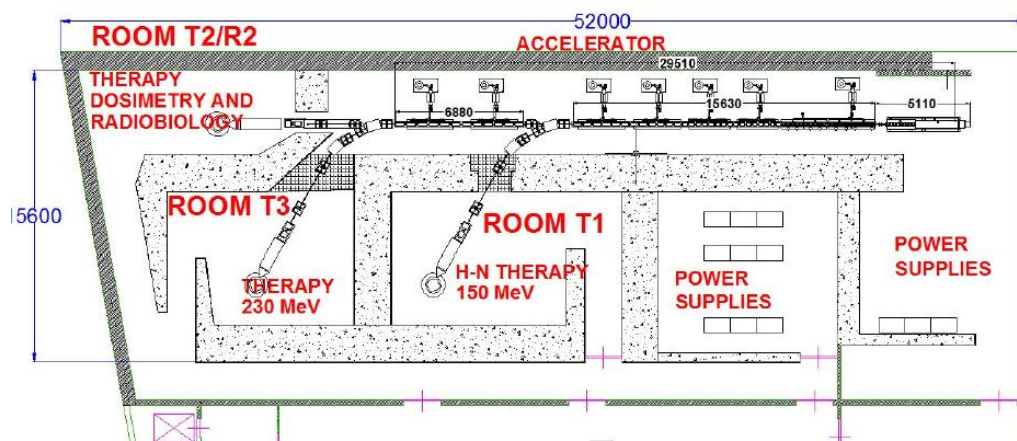 52000
ROOM T2/R2
ACCELERATOR
29510
THERAPY
DOSIMETRY AND
RADIOBIOLOGY
6880
15630
5110
15600
ROOM T3
ROOM T1
THERAPY
230 MeV
H-N THERAPY
150 MeV
POWER
SUPPLIES
POWER
SUPPLIES